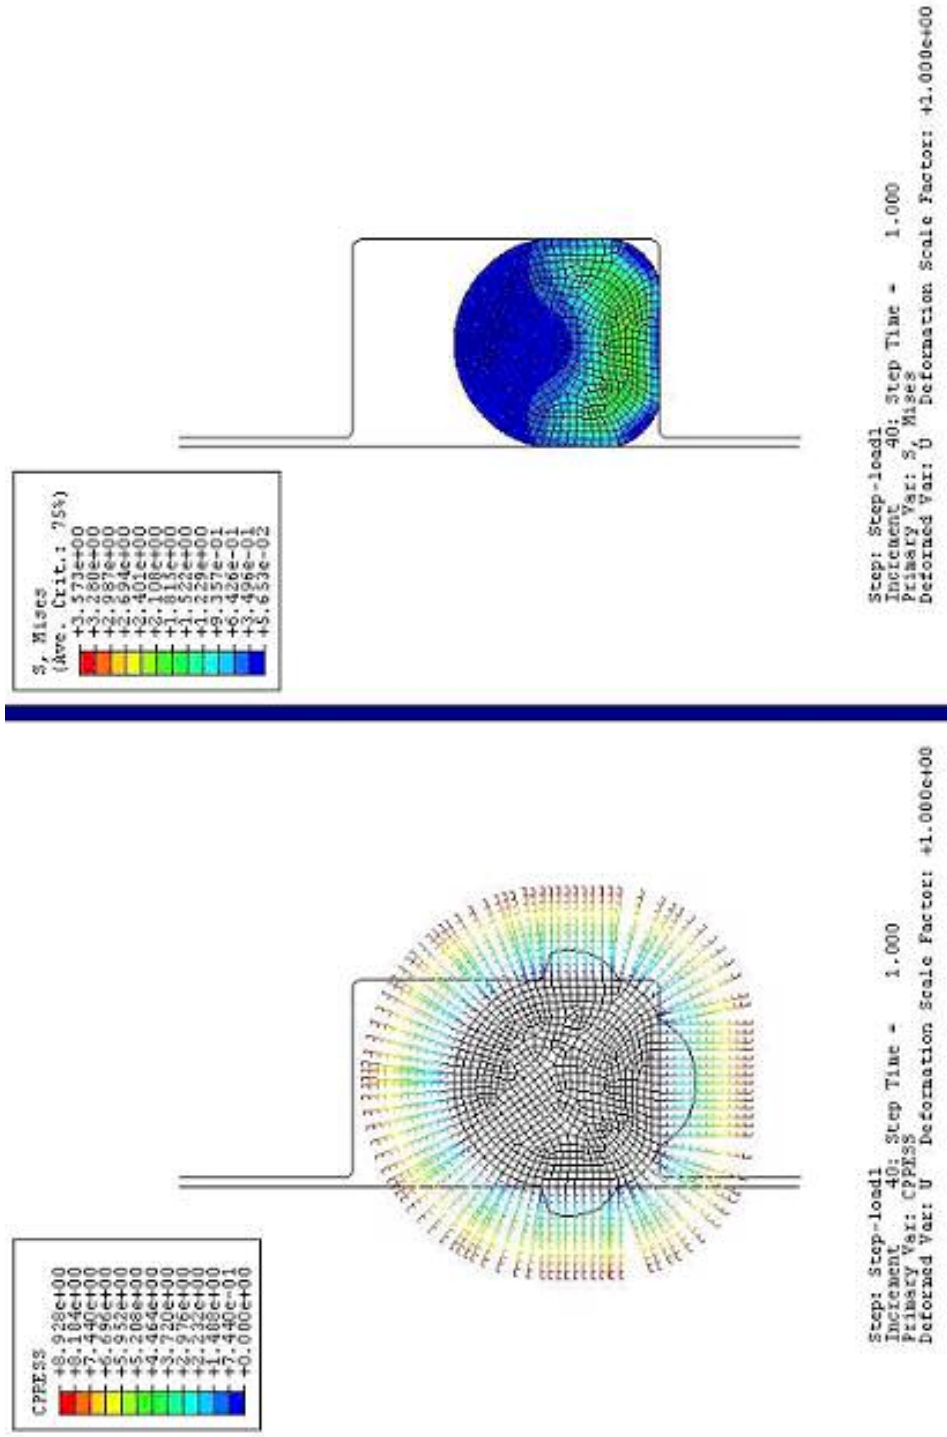 CPRESS
+8.928e+00
+8.184e+00
+7.440e+00
+6.696e+00
+5.952e+00
+5.208e+00
+4.464e+00
+3.720e+00
+2.976e+00
+2.232e+00
+1.488e+00
+7.440e-01
+0.000e+00
Step: Step-load1
Increment 40: Step Time = 1.000
Primary Var: CPRESS
Deformed Var: U Deformation Scale Factor: +1.000e+00
S, Mises
(Ave. Crit.: 75%)
+3.573e+00
+3.280e+00
+2.987e+00
+2.694e+00
+2.401e+00
+2.108e+00
+1.815e+00
+1.522e+00
+1.229e+00
+9.357e-01
+6.426e-01
+3.496e-01
+5.653e-02
Step: Step-load1
Increment 40: Step Time = 1.000
Primary Var: S, Mises
Deformed Var: U Deformation Scale Factor: +1.000e+00